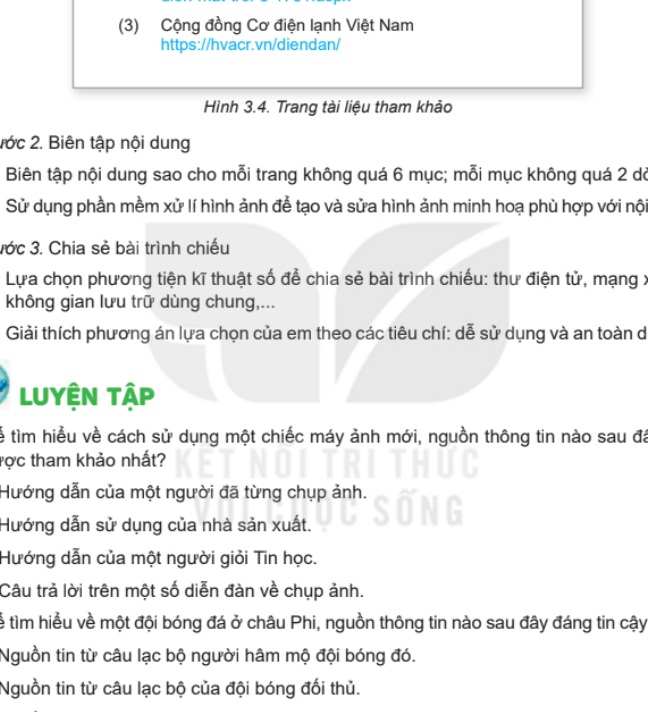 (3) Cộng đồng Cơ điện lạnh Việt Nam
https://hvacr.vn/diendan/
Hình 3.4. Trang tài liệu tham khảo
2. Biên tập nội dung
Biên tập nội dung sao cho mỗi trang không quá 6 mục; mỗi mục không quá 2
Sử dụng phần mềm xử lí hình ảnh để tạo và sửa hình ảnh minh hoạ phù hợp với
3. Chia sẻ bài trình chiếu
Lựa chọn phương tiện kĩ thuật số để chia sẻ bài trình chiếu: thư điện tử, mạng
không gian lưu trữ dùng chung,...
Giải thích phương án lựa chọn của em theo các tiêu chí: dễ sử dụng và an toàn
LUYỆN TẬP
tìm hiểu về cách sử dụng một chiếc máy ảnh mới, nguồn thông tin nào sau
tham khảo nhất?
KẾT NỐI TRI THỨC
VỚI CUỘC SỐNG
Hướng dẫn của một người đã từng chụp ảnh.
Hướng dẫn sử dụng của nhà sản xuất.
Hướng dẫn của một người giỏi Tin học.
Câu trả lời trên một số diễn đàn về chụp ảnh.
tìm hiểu về một đội bóng đá ở châu Phi, nguồn thông tin nào sau đây đáng tin cậy
Nguồn tin từ câu lạc bộ người hâm mộ đội bóng đó.
Nguồn tin từ câu lạc bộ của đội bóng đối thủ.